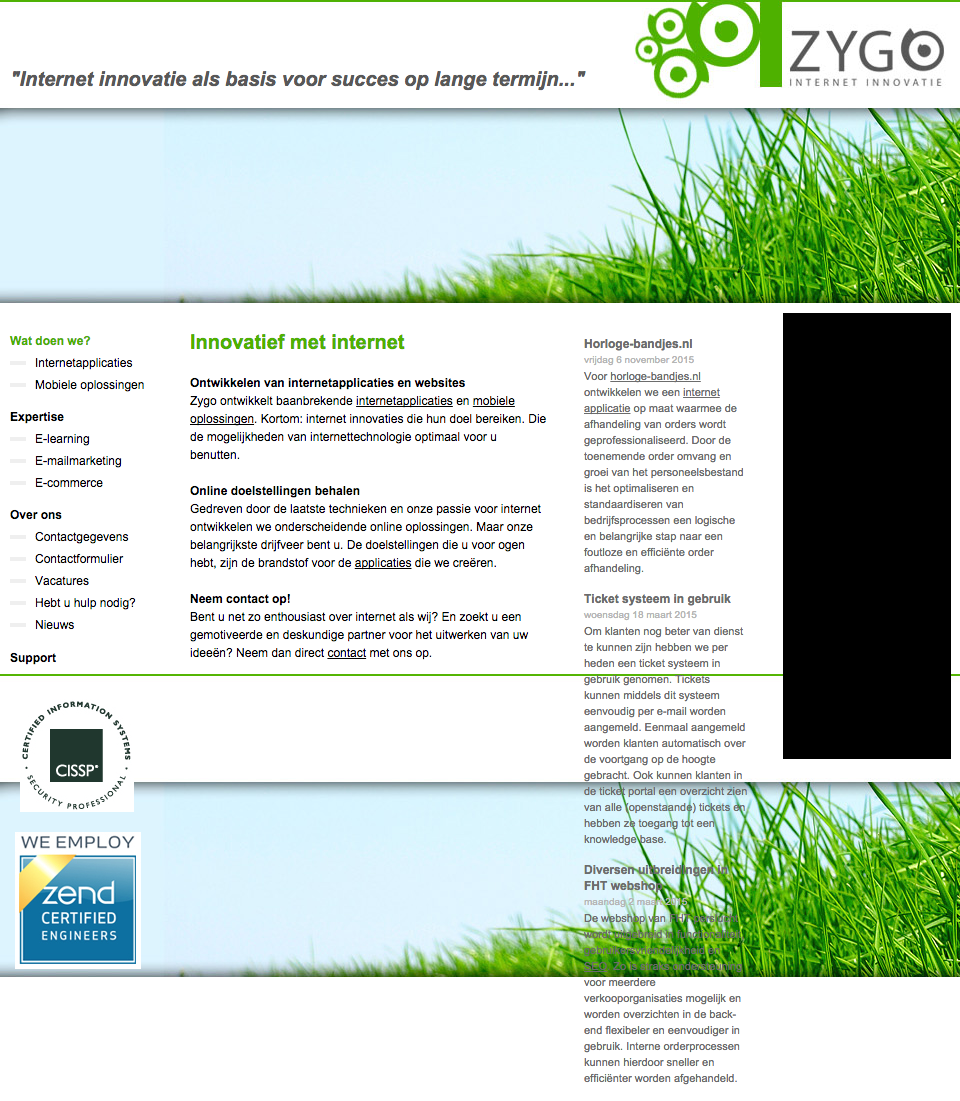 "Internet innovatie als basis voor succes op lange termijn..."
ZYGO
INTERNET INNOVATIE
Wat doen we?
Internetapplicaties
Mobiele oplossingen
Expertise
E-learning
E-mailmarketing
E-commerce
Over ons
Contactgegevens
Contactformulier
Vacatures
Hebt u hulp nodig?
Nieuws
Support
CERTIFIED INFORMATION SYSTEMS
CISSP
SECURITY PROFESSIONAL
WE EMPLOY
zend
CERTIFIED
ENGINEERS
Innovatief met internet
Ontwikkelen van internetapplicaties en websites
Zygo ontwikkelt baanbrekende internetapplicaties en mobiele
oplossingen. Kortom: internet innovaties die hun doel bereiken. Die
de mogelijkheden van internettechnologie optimaal voor u
benutten.
Online doelstellingen behalen
Gedreven door de laatste technieken en onze passie voor internet
ontwikkelen we onderscheidende online oplossingen. Maar onze
belangrijkste drijfveer bent u. De doelstellingen die u voor ogen
hebt, zijn de brandstof voor de applicaties die we creëren.
Neem contact op!
Bent u net zo enthousiast over internet als wij? En zoekt u een
gemotiveerde en deskundige partner voor het uitwerken van uw
ideeën? Neem dan direct contact met ons op.
Horloge-bandjes.nl
vrijdag 6 november 2015
Voor horloge-bandjes.nl
ontwikkelen we een internet
applicatie op maat waarmee de
afhandeling van orders wordt
geprofessionaliseerd. Door de
toenemende order omvang en
groei van het personeelsbestand
is het optimaliseren en
standaardiseren van
bedrijfsprocessen een logische
en belangrijke stap naar een
foutloze en efficiënte order
afhandeling.
Ticket systeem in gebruik
woensdag 18 maart 2015
Om klanten nog beter van dienst
te kunnen zijn hebben we per
heden een ticket systeem in
gebruik genomen. Tickets
kunnen middels dit systeem
eenvoudig per e-mail worden
aangemeld. Eenmaal aangemeld
worden klanten automatisch over
de voortgang op de hoogte
gebracht. Ook kunnen klanten in
de ticket portal een overzicht zien
van alle (openstaande) tickets en
hebben ze toegang tot een
knowledge base.
Diversen uitbreidingen in
FHT webshop
maandag 2 maart 2015
De webshop van FHT
wordt
voor meerdere
verkooporganisaties mogelijk en
worden overzichten in de back-
end flexibeler en eenvoudiger in
gebruik. Interne orderprocessen
kunnen hierdoor sneller en
efficiënter worden afgehandeld.